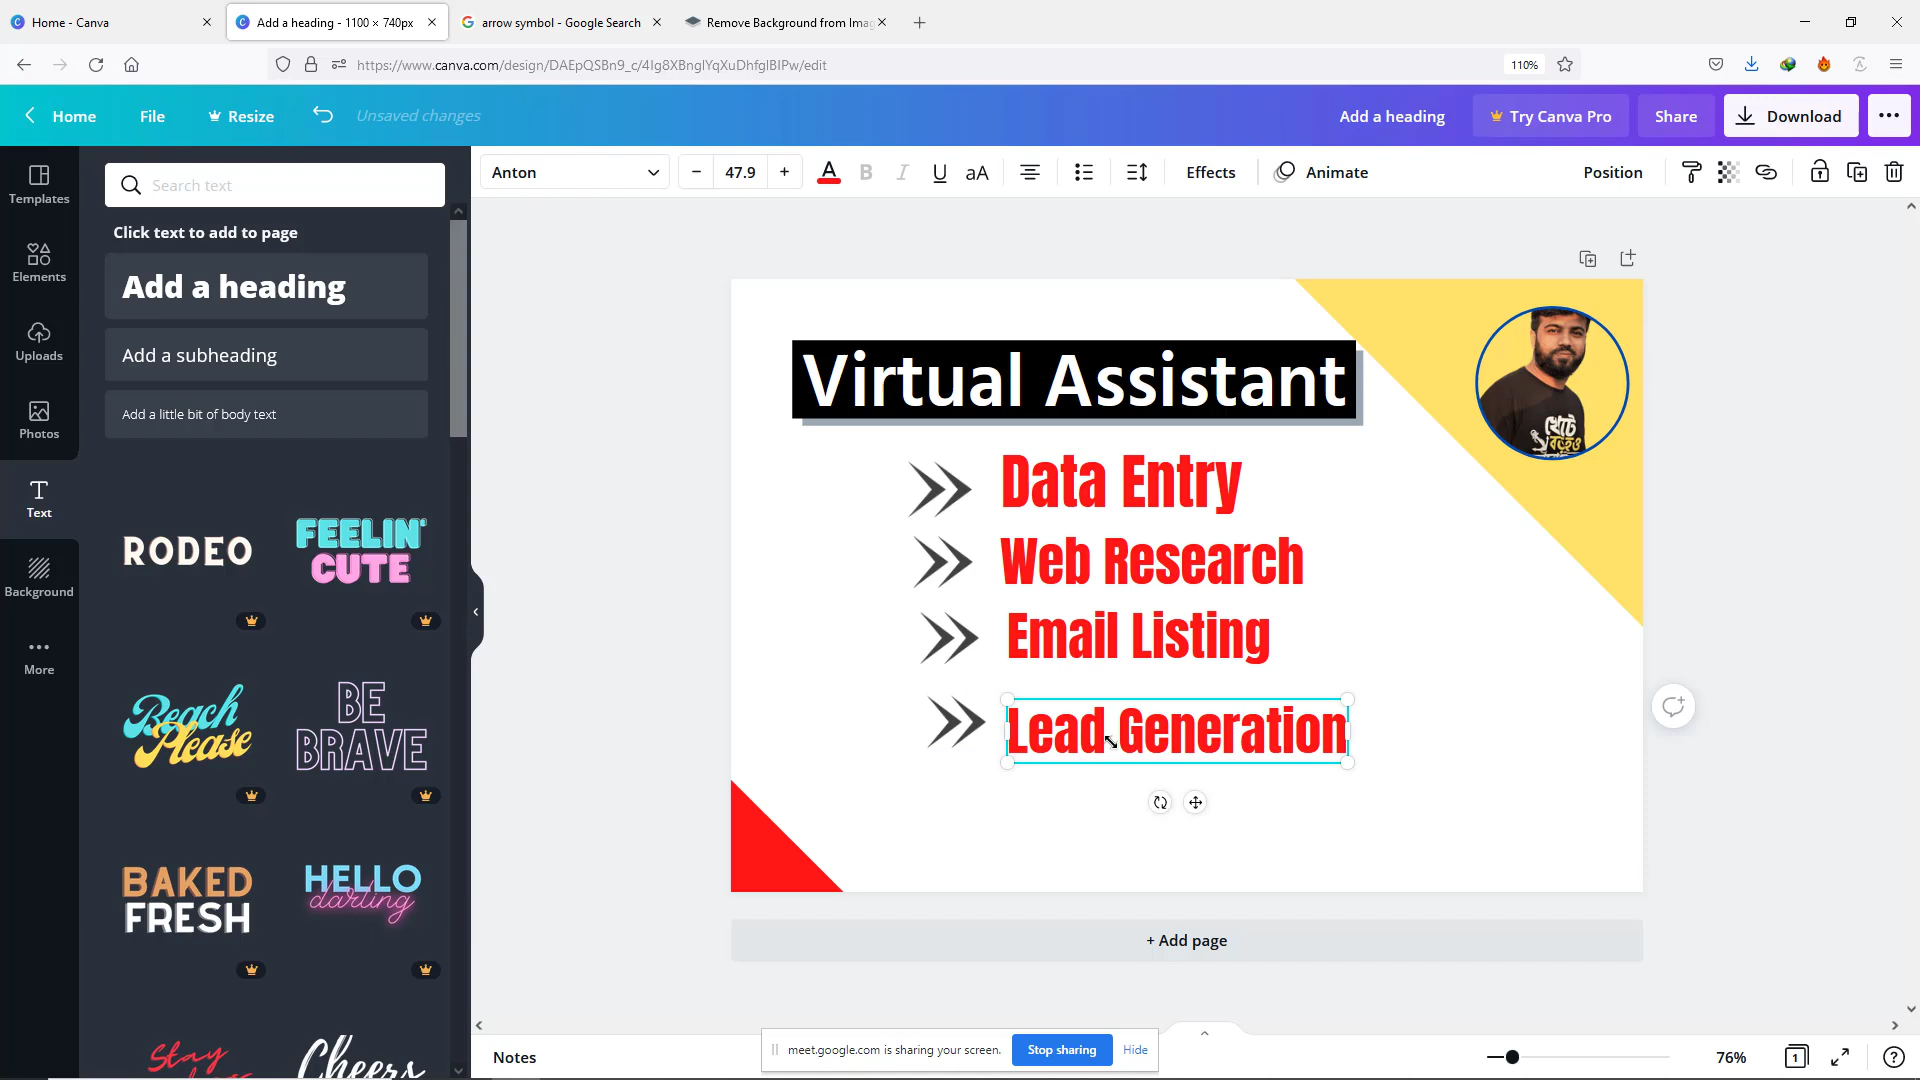 Home - Canva
Add a heading - 1100 × 740px
arrow symbol - Google Search
Remove Background from Imag
https://www.canva.com/design/DAEpQSBn9_c/4Ig8XBnglYqXuDhfglBIPw/edit
110%
Home
File
Resize
Unsaved changes
Add a heading
Try Canva Pro
Share
Download
Templates
Elements
Uploads
Photos
Text
Background
More
Search text
Click text to add to page
Add a heading
Add a subheading
Add a little bit of body text
RODEO
FEELIN'
CUTE
Beach
Please
BE
BRAVE
BAKED
FRESH
HELLO
darling
Stay
Cheers
Anton
47.9
A
B
I
U
aA
Effects
Animate
Position
Virtual Assistant
Data Entry
Web Research
Email Listing
Lead Generation
+ Add page
Notes
meet.google.com is sharing your screen.
Stop sharing
Hide
76%
1